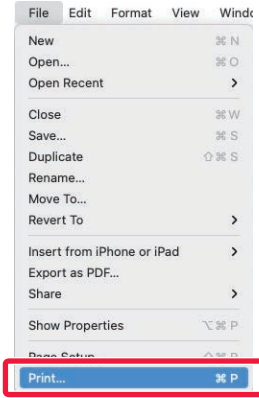 File Edit Format View
New ⌘ N
Open... ⌘ O
Open Recent >
Close ⌘ W
Save... ⌘ S
Duplicate ⇧ ⌘ S
Rename...
Move To...
Revert To >
Insert from iPhone or iPad >
Export as PDF...
Share >
Show Properties ⌥ ⌘ P
Page Setup ⇧ ⌘ P
Print... ⌘ P